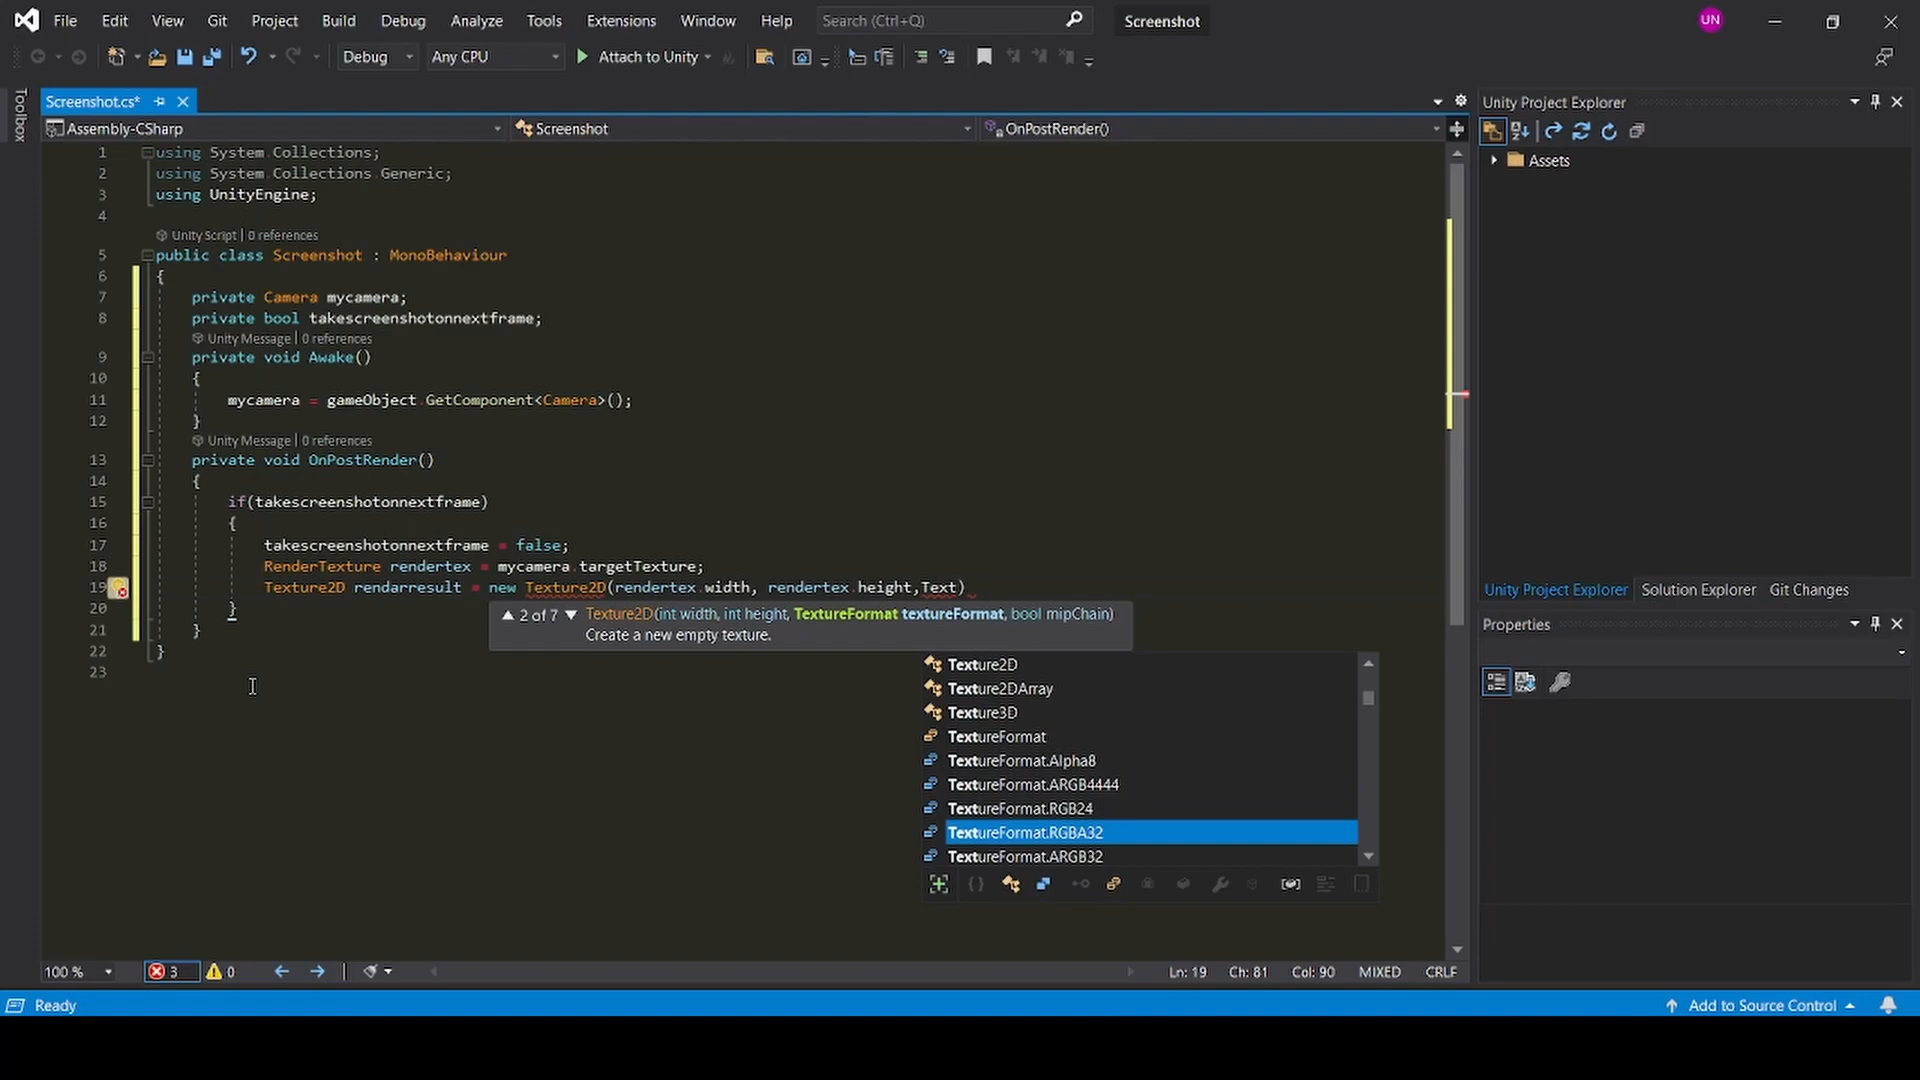 File Edit View Git Project Build Debug Analyze Tools Extensions Window Help Search (Ctrl+Q) Screenshot UN
Debug Any CPU Attach to Unity
Toolbox
Screenshot.cs*
Assembly-CSharp Screenshot OnPostRender()
1 using System.Collections;
2 using System.Collections.Generic;
3 using UnityEngine;
4
Unity Script | 0 references
5 public class Screenshot : MonoBehaviour
6 {
7 private Camera mycamera;
8 private bool takescreenshotonnextframe;
Unity Message | 0 references
9 private void Awake()
10 {
11 mycamera = gameObject.GetComponent<Camera>();
12 }
Unity Message | 0 references
13 private void OnPostRender()
14 {
15 if(takescreenshotonnextframe)
16 {
17 takescreenshotonnextframe = false;
18 RenderTexture rendertex = mycamera.targetTexture;
19 Texture2D rendarresult = new Texture2D(rendertex.width, rendertex.height,Text)
20 }
21 }
22 }
23
2 of 7 Texture2D(int width, int height, TextureFormat textureFormat, bool mipChain)
Create a new empty texture.
Texture2D
Texture2DArray
Texture3D
TextureFormat
TextureFormat.Alpha8
TextureFormat.ARGB4444
TextureFormat.RGB24
TextureFormat.RGBA32
TextureFormat.ARGB32
Unity Project Explorer
Assets
Unity Project Explorer Solution Explorer Git Changes
Properties
100 % 3 0 Ln: 19 Ch: 81 Col: 90 MIXED CRLF
Ready Add to Source Control